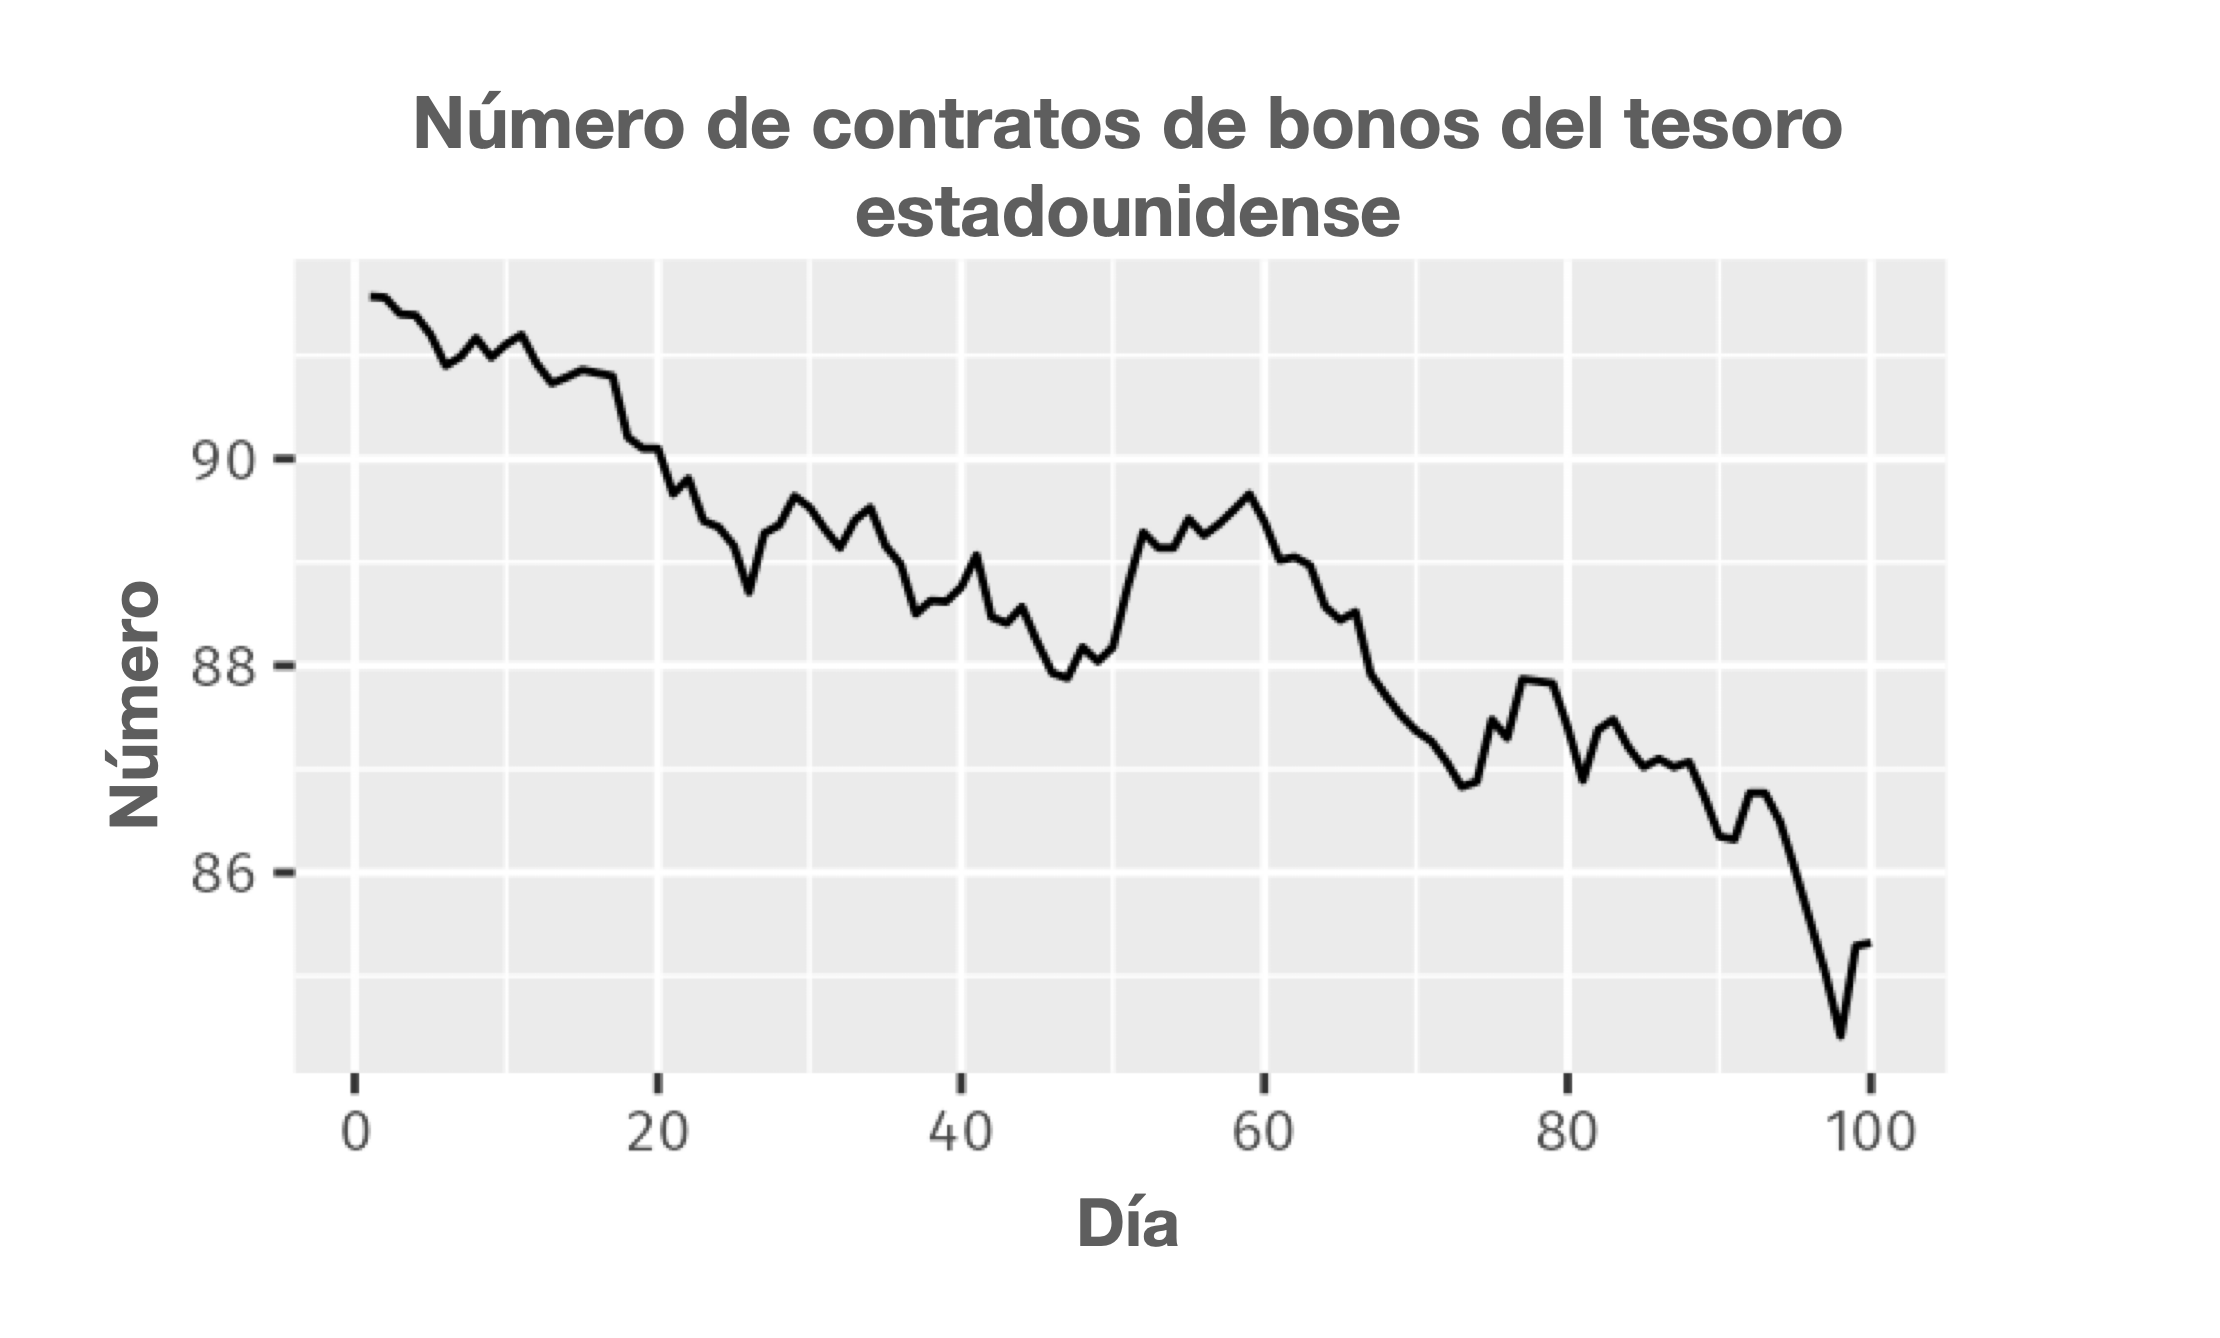 Número de contratos de bonos del tesoro
estadounidense
Número
90
88
86
0 20 40 60 80 100
Día